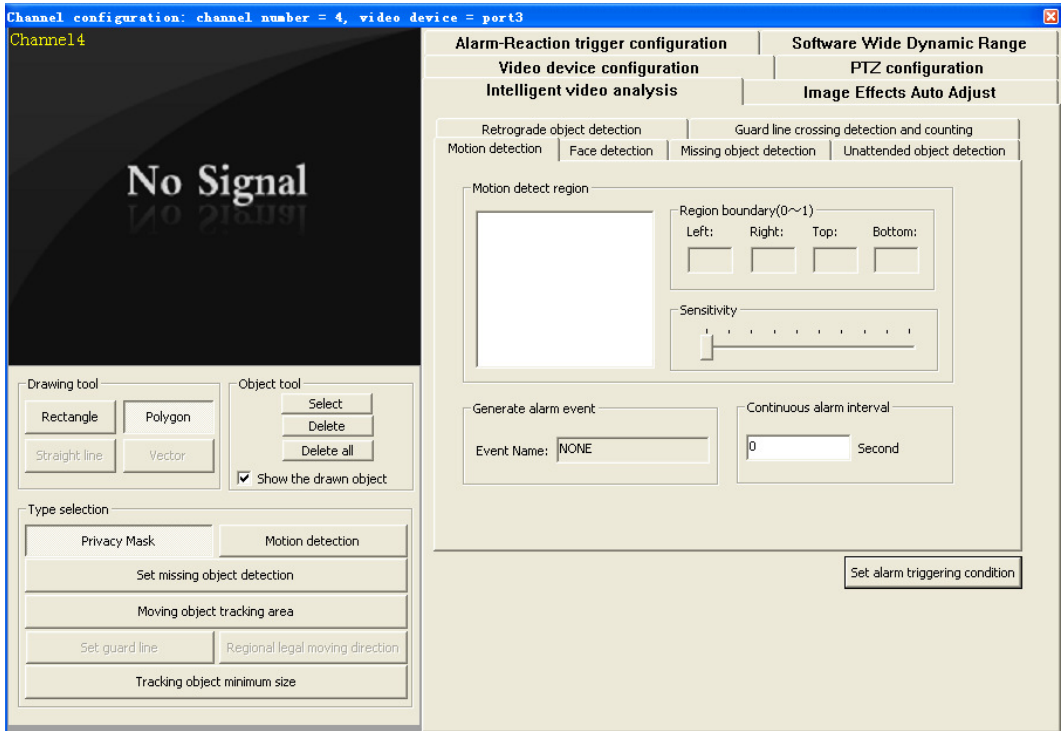 Channel configuration: channel number = 4, video device = port3
Channel4
No Signal
Alarm-Reaction trigger configuration
Software Wide Dynamic Range
Video device configuration
PTZ configuration
Intelligent video analysis
Image Effects Auto Adjust
Retrograde object detection
Guard line crossing detection and counting
Motion detection
Face detection
Missing object detection
Unattended object detection
Motion detect region
Region boundary(0～1)
Left: Right: Top: Bottom:
Sensitivity
Generate alarm event
Event Name: NONE
Continuous alarm interval
0 Second
Set alarm triggering condition
Drawing tool
Rectangle
Polygon
Straight line
Vector
Object tool
Select
Delete
Delete all
Show the drawn object
Type selection
Privacy Mask
Motion detection
Set missing object detection
Moving object tracking area
Set guard line
Regional legal moving direction
Tracking object minimum size